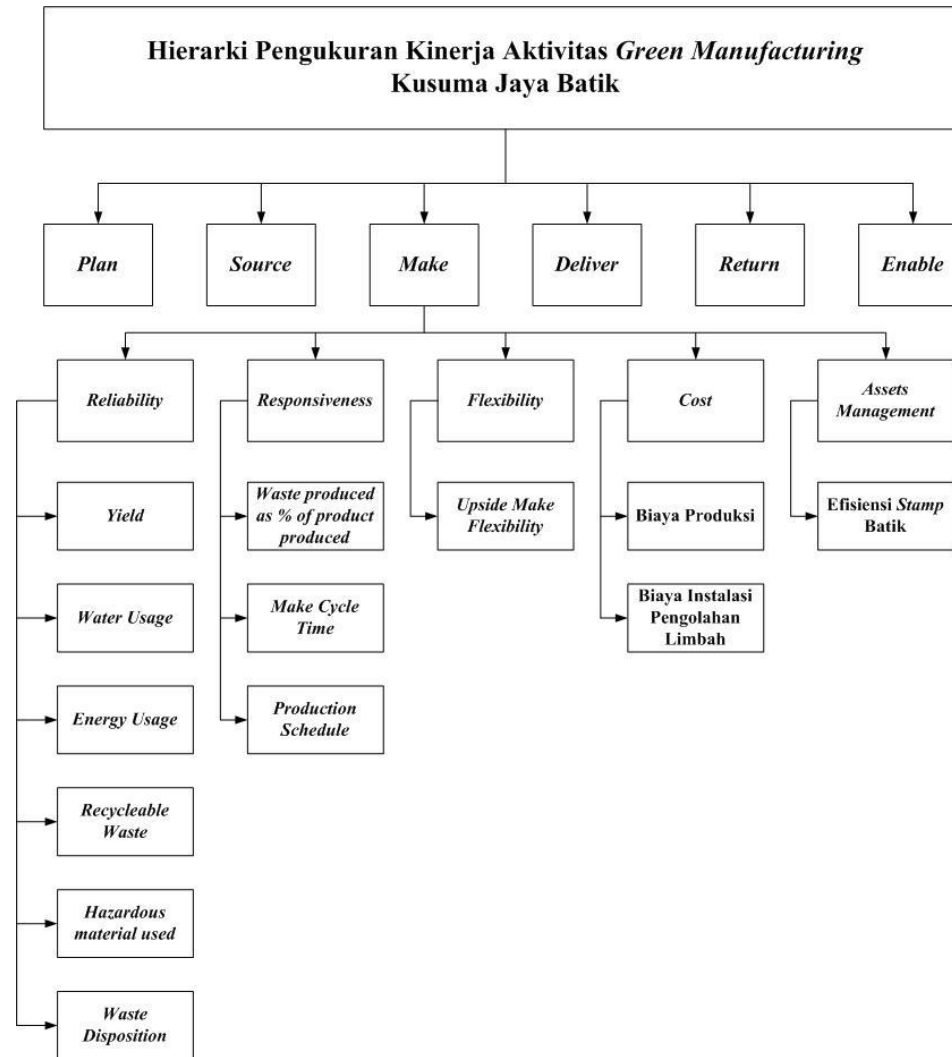 Hierarki Pengukuran Kinerja Aktivitas Green Manufacturing
Kusuma Jaya Batik
Plan
Source
Make
Deliver
Return
Enable
Reliability
Responsiveness
Flexibility
Cost
Assets
Management
Yield
Waste produced
as % of product
produced
Upside Make
Flexibility
Biaya Produksi
Efisiensi Stamp
Batik
Water Usage
Make Cycle
Time
Biaya Instalasi
Pengolahan
Limbah
Energy Usage
Production
Schedule
Recycleable
Waste
Hazardous
material used
Waste
Disposition